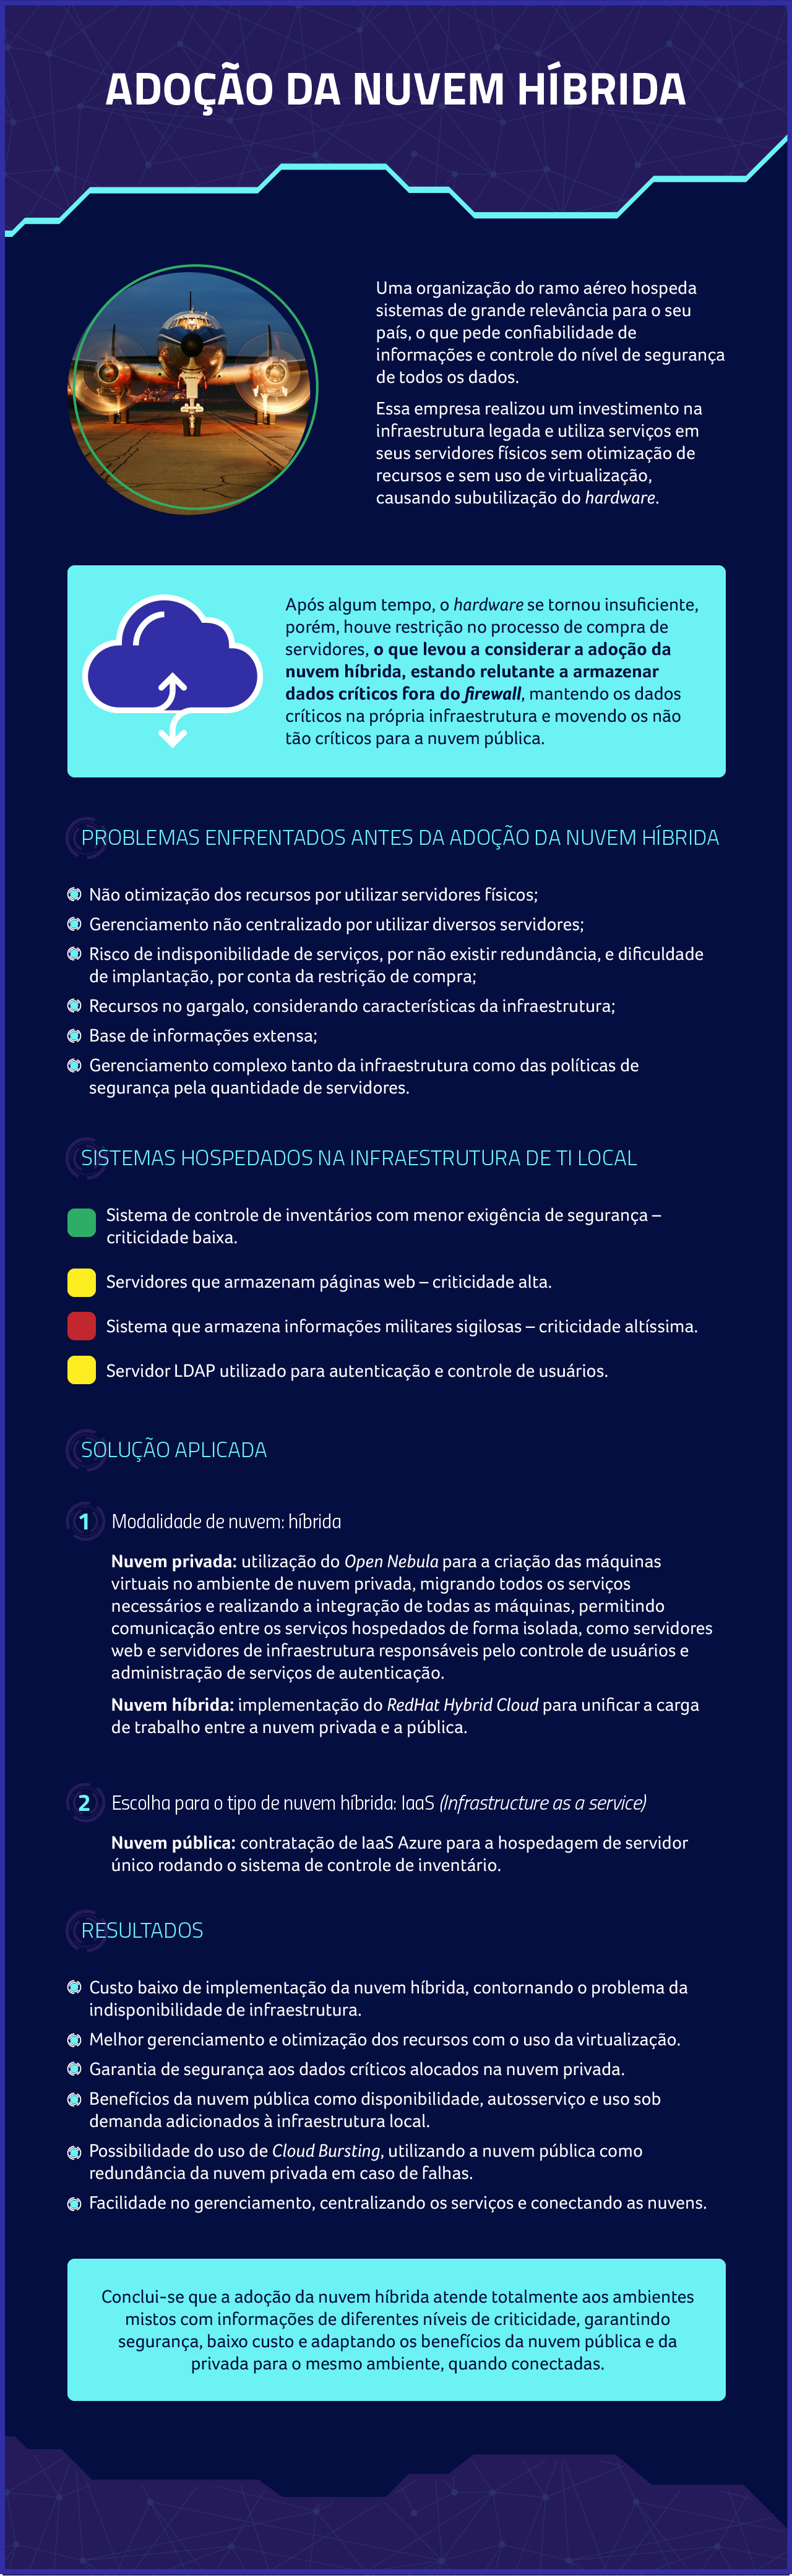 ADOÇÃO DA NUVEM HÍBRIDA
Uma organização do ramo aéreo hospeda
sistemas de grande relevância para o seu
país, o que pede confiabilidade de
informações e controle do nível de segurança
de todos os dados.
Essa empresa realizou um investimento na
infraestrutura legada e utiliza serviços em
seus servidores físicos sem otimização de
recursos e sem uso de virtualização,
causando subutilização do hardware.
Após algum tempo, o hardware se tornou insuficiente,
porém, houve restrição no processo de compra de
servidores, o que levou a considerar a adoção da
nuvem híbrida, estando relutante a armazenar
dados críticos fora do firewall, mantendo os dados
críticos na própria infraestrutura e movendo os não
tão críticos para a nuvem pública.
PROBLEMAS ENFRENTADOS ANTES DA ADOÇÃO DA NUVEM HÍBRIDA
Não otimização dos recursos por utilizar servidores físicos;
Gerenciamento não centralizado por utilizar diversos servidores;
Risco de indisponibilidade de serviços, por não existir redundância, e dificuldade
de implantação, por conta da restrição de compra;
Recursos no gargalo, considerando características da infraestrutura;
Base de informações extensa;
Gerenciamento complexo tanto da infraestrutura como das políticas de
segurança pela quantidade de servidores.
SISTEMAS HOSPEDADOS NA INFRAESTRUTURA DE TI LOCAL
Sistema de controle de inventários com menor exigência de segurança –
criticidade baixa.
Servidores que armazenam páginas web – criticidade alta.
Sistema que armazena informações militares sigilosas – criticidade altíssima.
Servidor LDAP utilizado para autenticação e controle de usuários.
SOLUÇÃO APLICADA
1 Modalidade de nuvem: híbrida
Nuvem privada: utilização do Open Nebula para a criação das máquinas
virtuais no ambiente de nuvem privada, migrando todos os serviços
necessários e realizando a integração de todas as máquinas, permitindo
comunicação entre os serviços hospedados de forma isolada, como servidores
web e servidores de infraestrutura responsáveis pelo controle de usuários e
administração de serviços de autenticação.
Nuvem híbrida: implementação do RedHat Hybrid Cloud para unificar a carga
de trabalho entre a nuvem privada e a pública.
2 Escolha para o tipo de nuvem híbrida: IaaS (Infrastructure as a service)
Nuvem pública: contratação de IaaS Azure para a hospedagem de servidor
único rodando o sistema de controle de inventário.
RESULTADOS
Custo baixo de implementação da nuvem híbrida, contornando o problema da
indisponibilidade de infraestrutura.
Melhor gerenciamento e otimização dos recursos com o uso da virtualização.
Garantia de segurança aos dados críticos alocados na nuvem privada.
Benefícios da nuvem pública como disponibilidade, autosserviço e uso sob
demanda adicionados à infraestrutura local.
Possibilidade do uso de Cloud Bursting, utilizando a nuvem pública como
redundância da nuvem privada em caso de falhas.
Facilidade no gerenciamento, centralizando os serviços e conectando as nuvens.
Conclui-se que a adoção da nuvem híbrida atende totalmente aos ambientes
mistos com informações de diferentes níveis de criticidade, garantindo
segurança, baixo custo e adaptando os benefícios da nuvem pública e da
privada para o mesmo ambiente, quando conectadas.